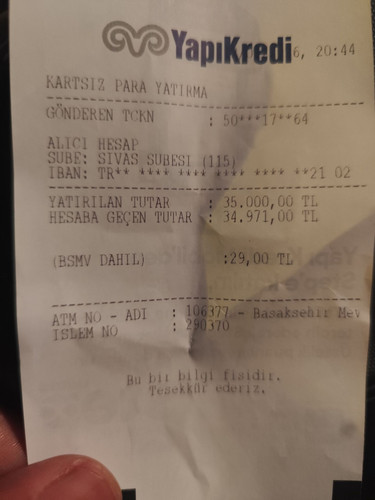 YapıKredi 6, 20:44
KARTSIZ PARA YATIRMA
GÖNDEREN TCKN : 50***17**64
ALICI HESAP
SUBE: SIVAS SUBESI (115)
IBAN: TR** **** **** **** **** **21 02
YATIRILAN TUTAR : 35.000,00 TL
HESABA GEÇEN TUTAR : 34.971,00 TL
(BSMV DAHIL) :29,00 TL
ATM NO - ADI : 106377 - Basaksehir Mev
ISLEM NO : 290370
Bu bir bilgi fisidir.
Tesekkür ederiz.